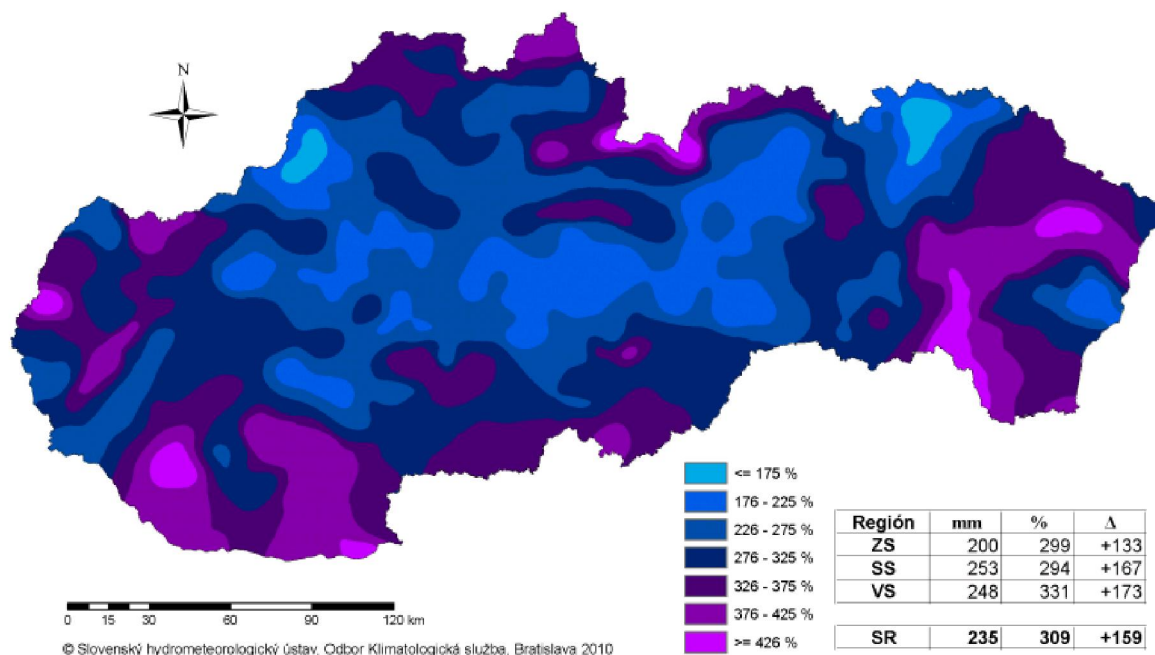 N
<= 175 %
176 - 225 %
226 - 275 %
276 - 325 %
326 - 375 %
376 - 425 %
>= 426 %
Región mm % Δ
ZS 200 299 +133
SS 253 294 +167
VS 248 331 +173
SR 235 309 +159
0 15 30 60 90 120 km
© Slovenský hydrometeorologický ústav, Odbor Klimatologická služba, Bratislava 2010